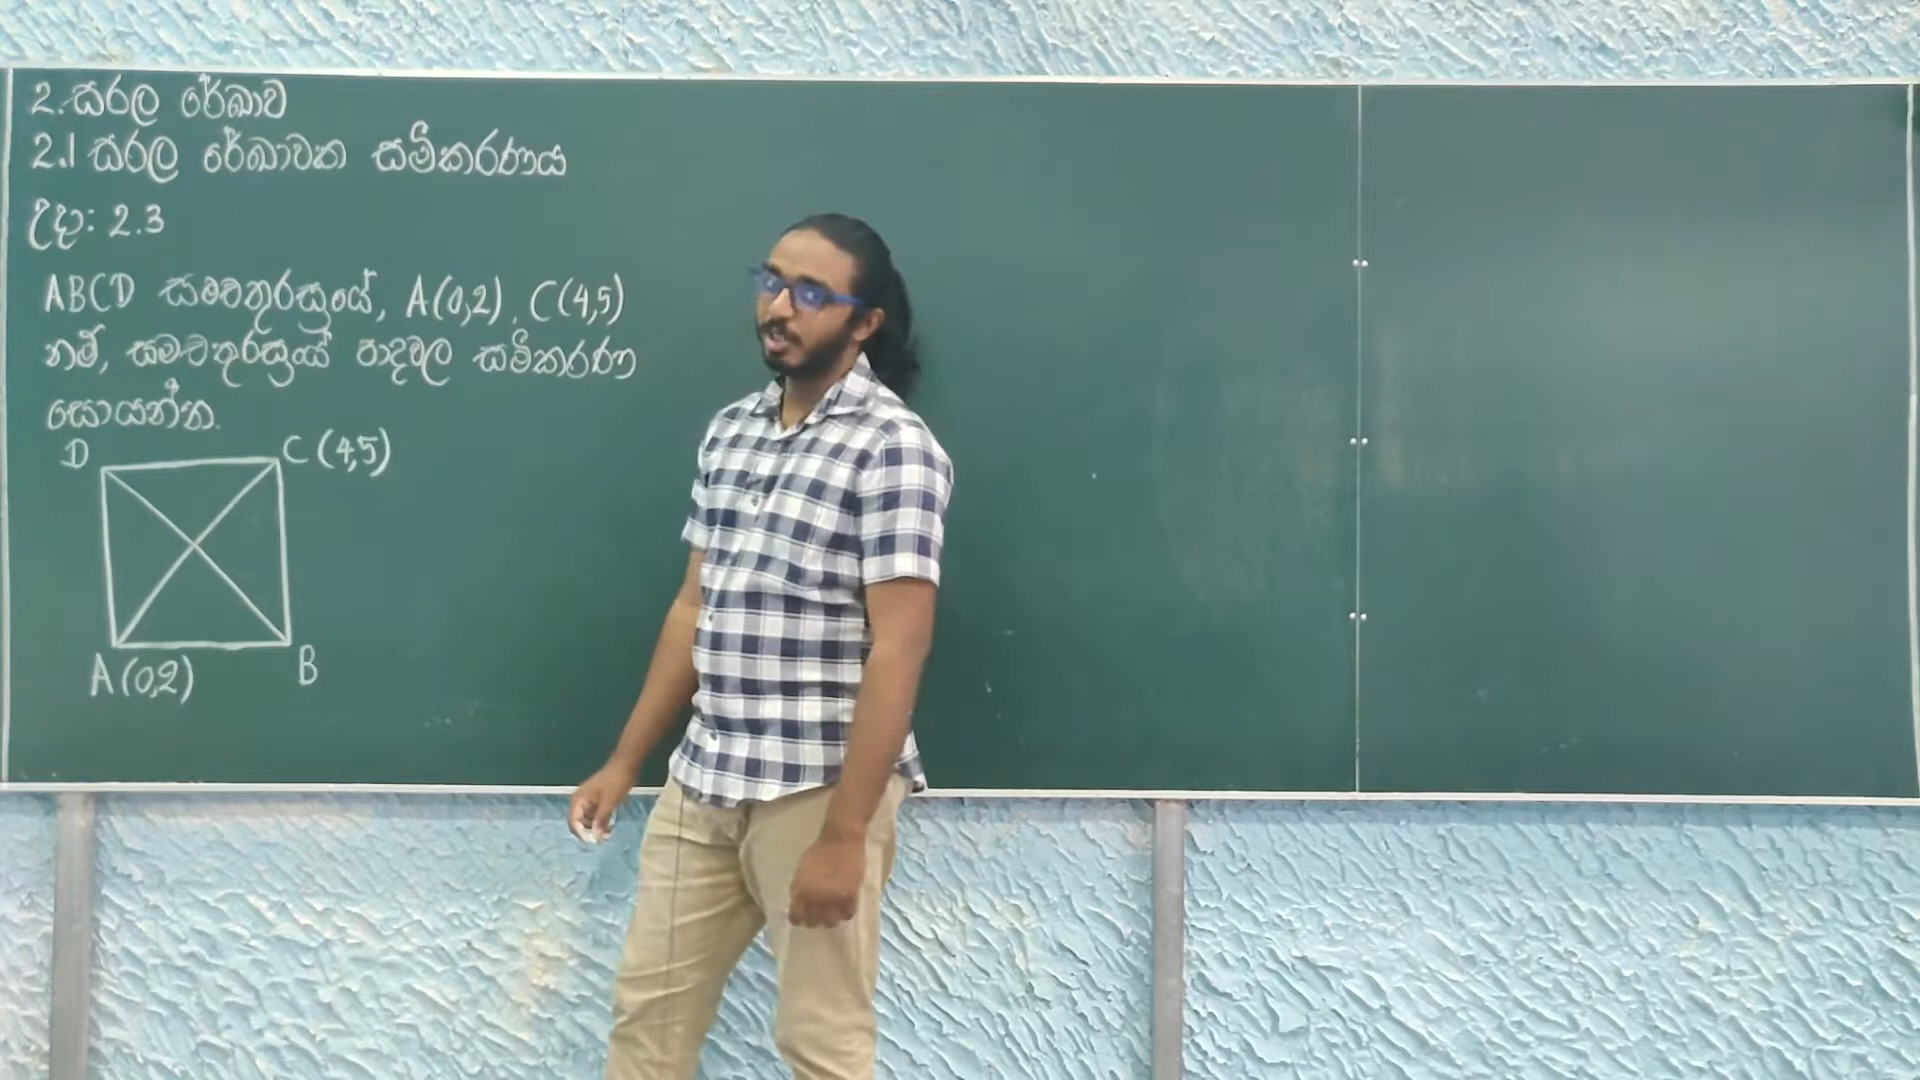 2. සරල රේඛාව
2.1 සරල රේඛාවක සමීකරණය
උදා: 2.3
ABCD සමචතුරස්‍රයේ, A(0,2), C(4,5)
නම්, සමචතුරස්‍රයේ පාදවල සමීකරණ
සොයන්න.
D
C (4,5)
A (0,2)
B